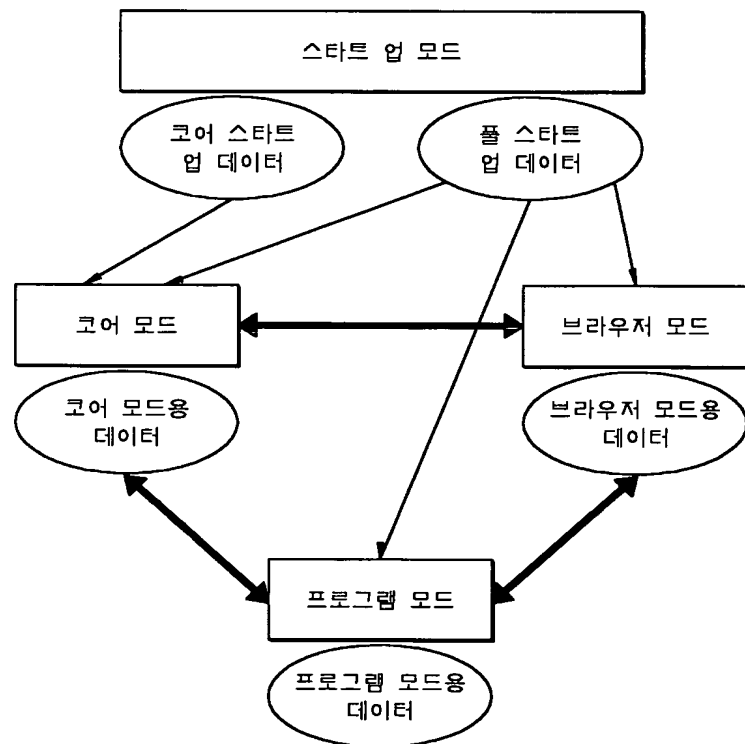 스타트 업 모드
코어 스타트
업 데이터
풀 스타트
업 데이터
코어 모드
브라우저 모드
코어 모드용
데이터
브라우저 모드용
데이터
프로그램 모드
프로그램 모드용
데이터